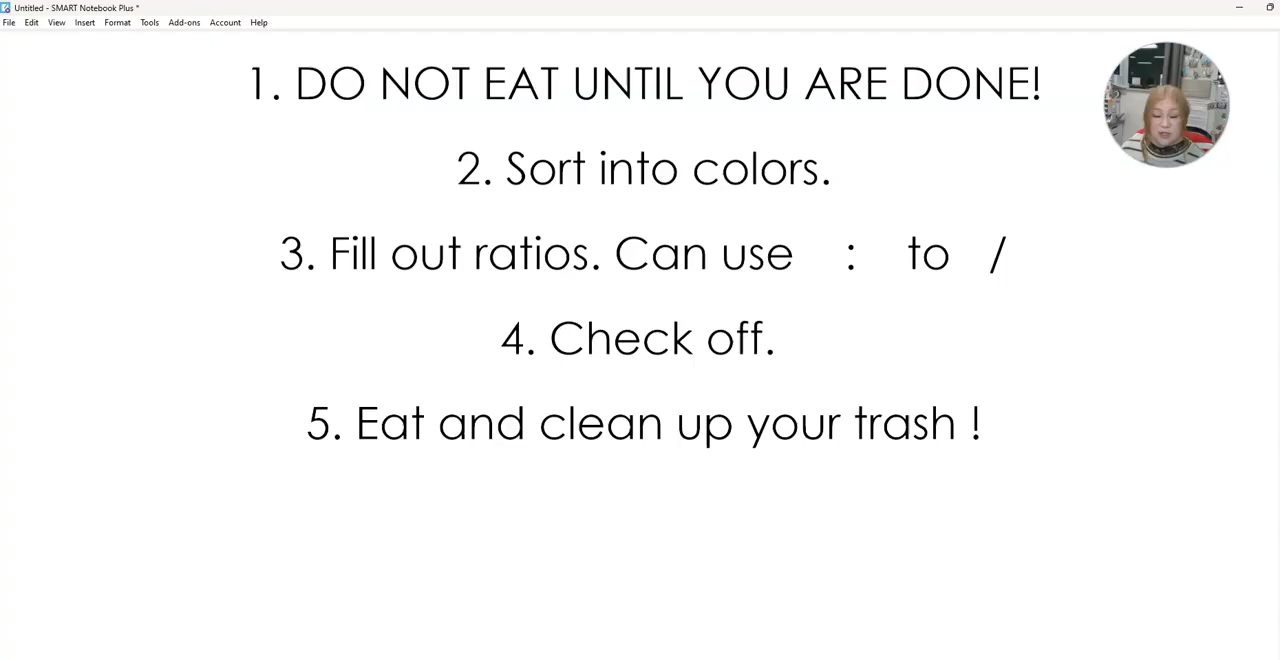 Untitled - SMART Notebook Plus *
File Edit View Insert Format Tools Add-ons Account Help
1. DO NOT EAT UNTIL YOU ARE DONE!
2. Sort into colors.
3. Fill out ratios. Can use : to /
4. Check off.
5. Eat and clean up your trash !